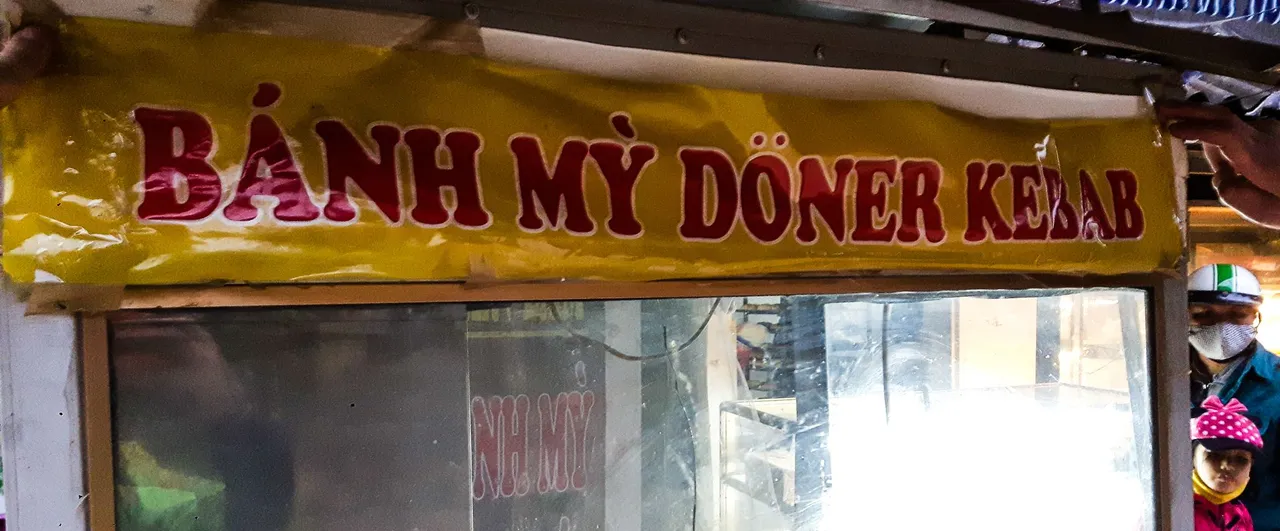 BÁNH MỲ DÖNER KEBAB
NH MỲ